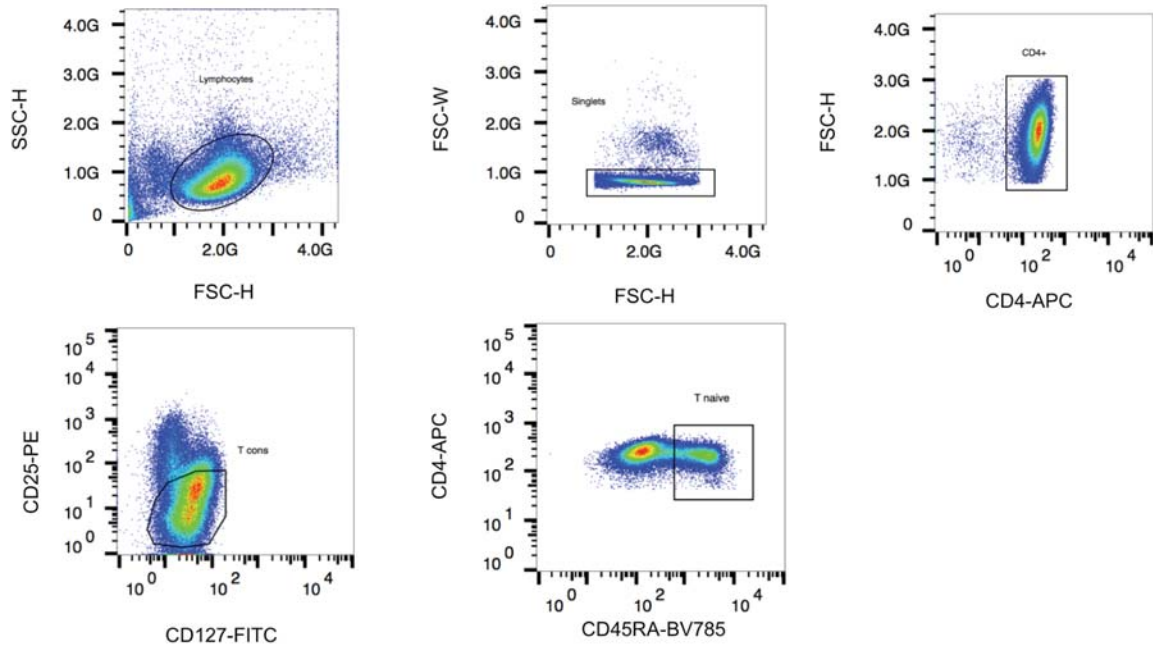 4.0G
3.0G
2.0G
1.0G
0
SSC-H
Lymphocytes
0
2.0G
4.0G
FSC-H
4.0G
3.0G
2.0G
1.0G
0
FSC-W
Singlets
0
2.0G
4.0G
FSC-H
4.0G
3.0G
2.0G
1.0G
0
FSC-H
CD4+
10 0
10 2
10 4
CD4-APC
10 5
10 4
10 3
10 2
10 1
10 0
CD25-PE
T cons
10 0
10 2
10 4
CD127-FITC
10 5
10 4
10 3
10 2
10 1
0
CD4-APC
T naive
10 0
10 2
10 4
CD45RA-BV785